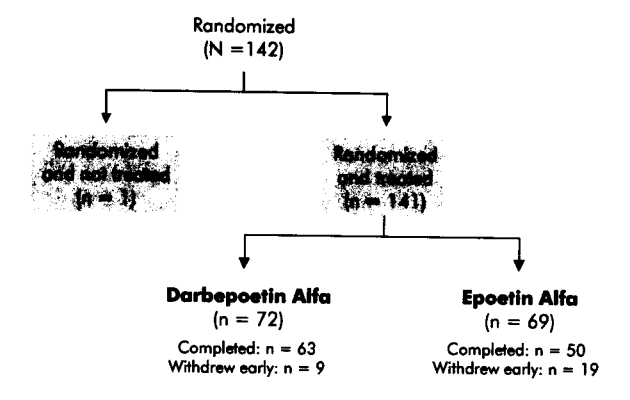 Randomized
(N = 142)
Randomized
and not treated
(n = 1)
Randomized
and treated
(n = 141)
Darbepoetin Alfa
(n = 72)
Completed: n = 63
Withdrew early: n = 9
Epoetin Alfa
(n = 69)
Completed: n = 50
Withdrew early: n = 19